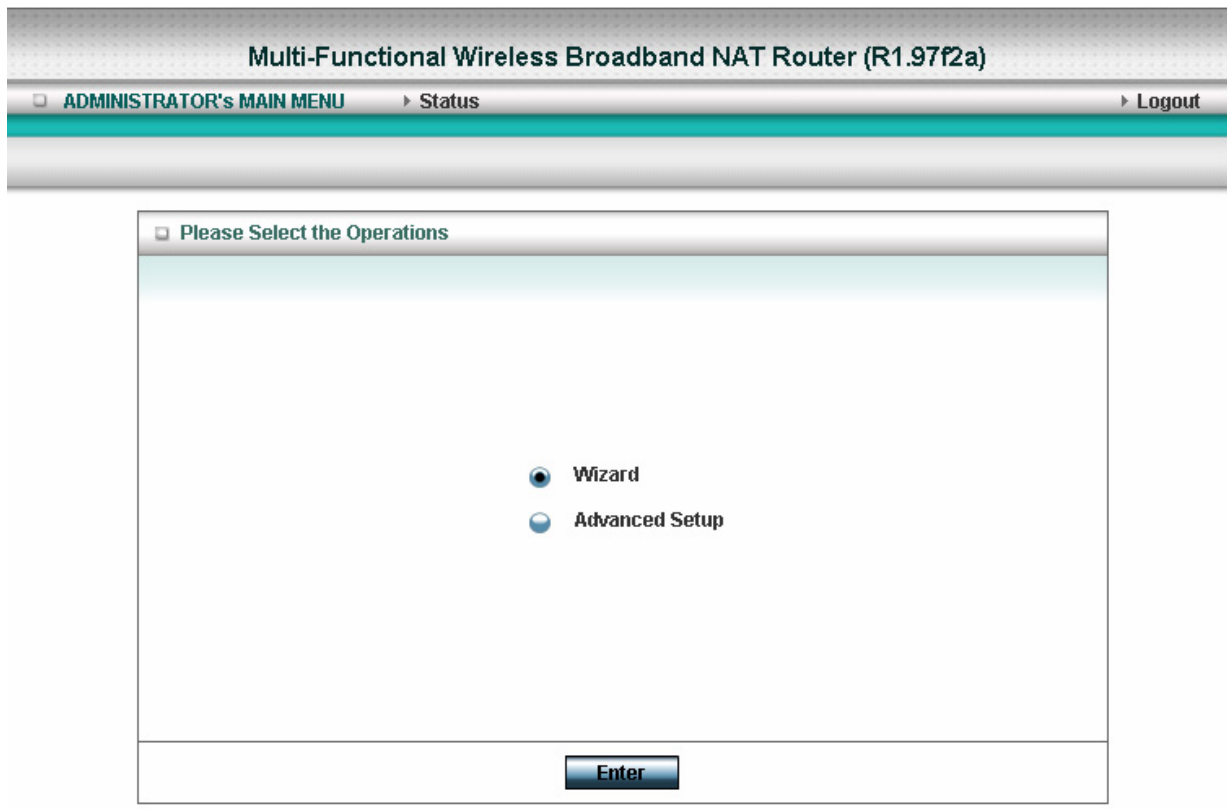 Multi-Functional Wireless Broadband NAT Router (R1.97f2a)
ADMINISTRATOR's MAIN MENU Status Logout
Please Select the Operations
Wizard
Advanced Setup
Enter